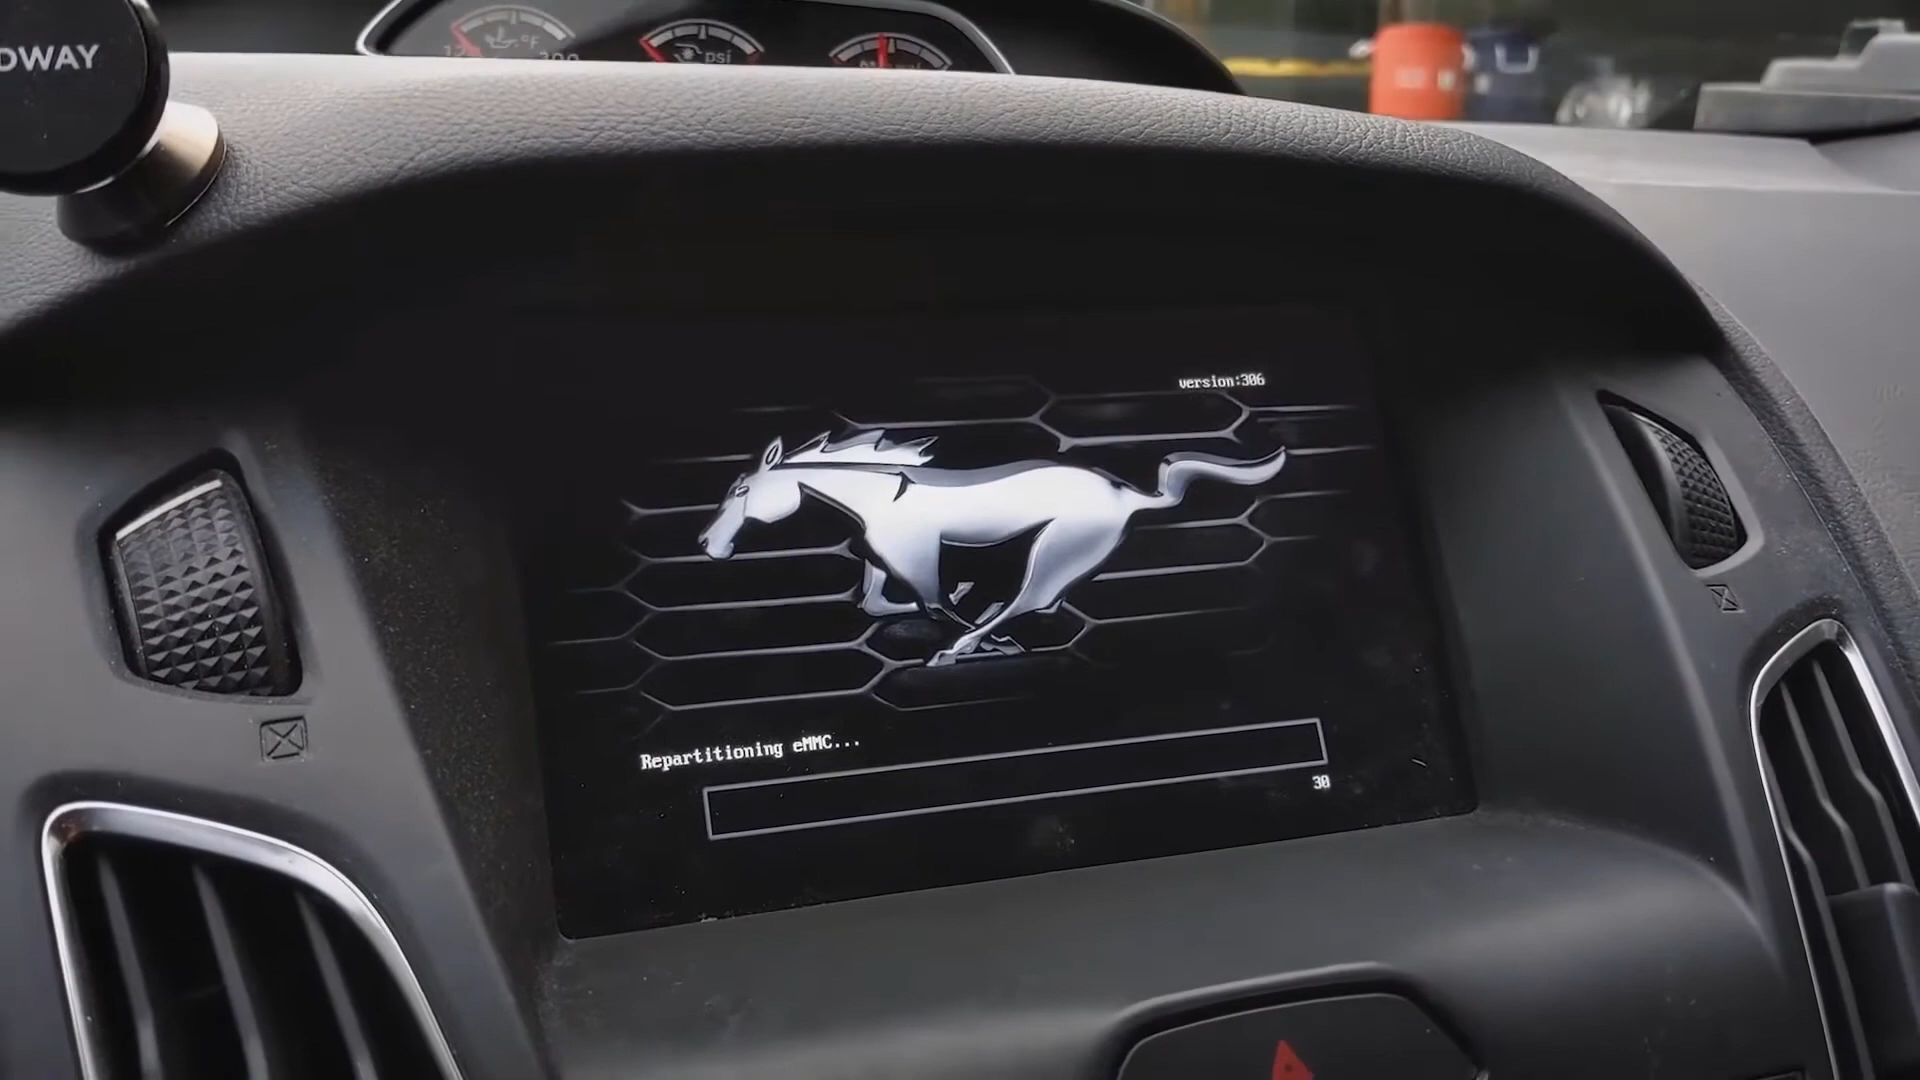 DWAY
°F
psi
version:306
Repartitioning eMMC...
30